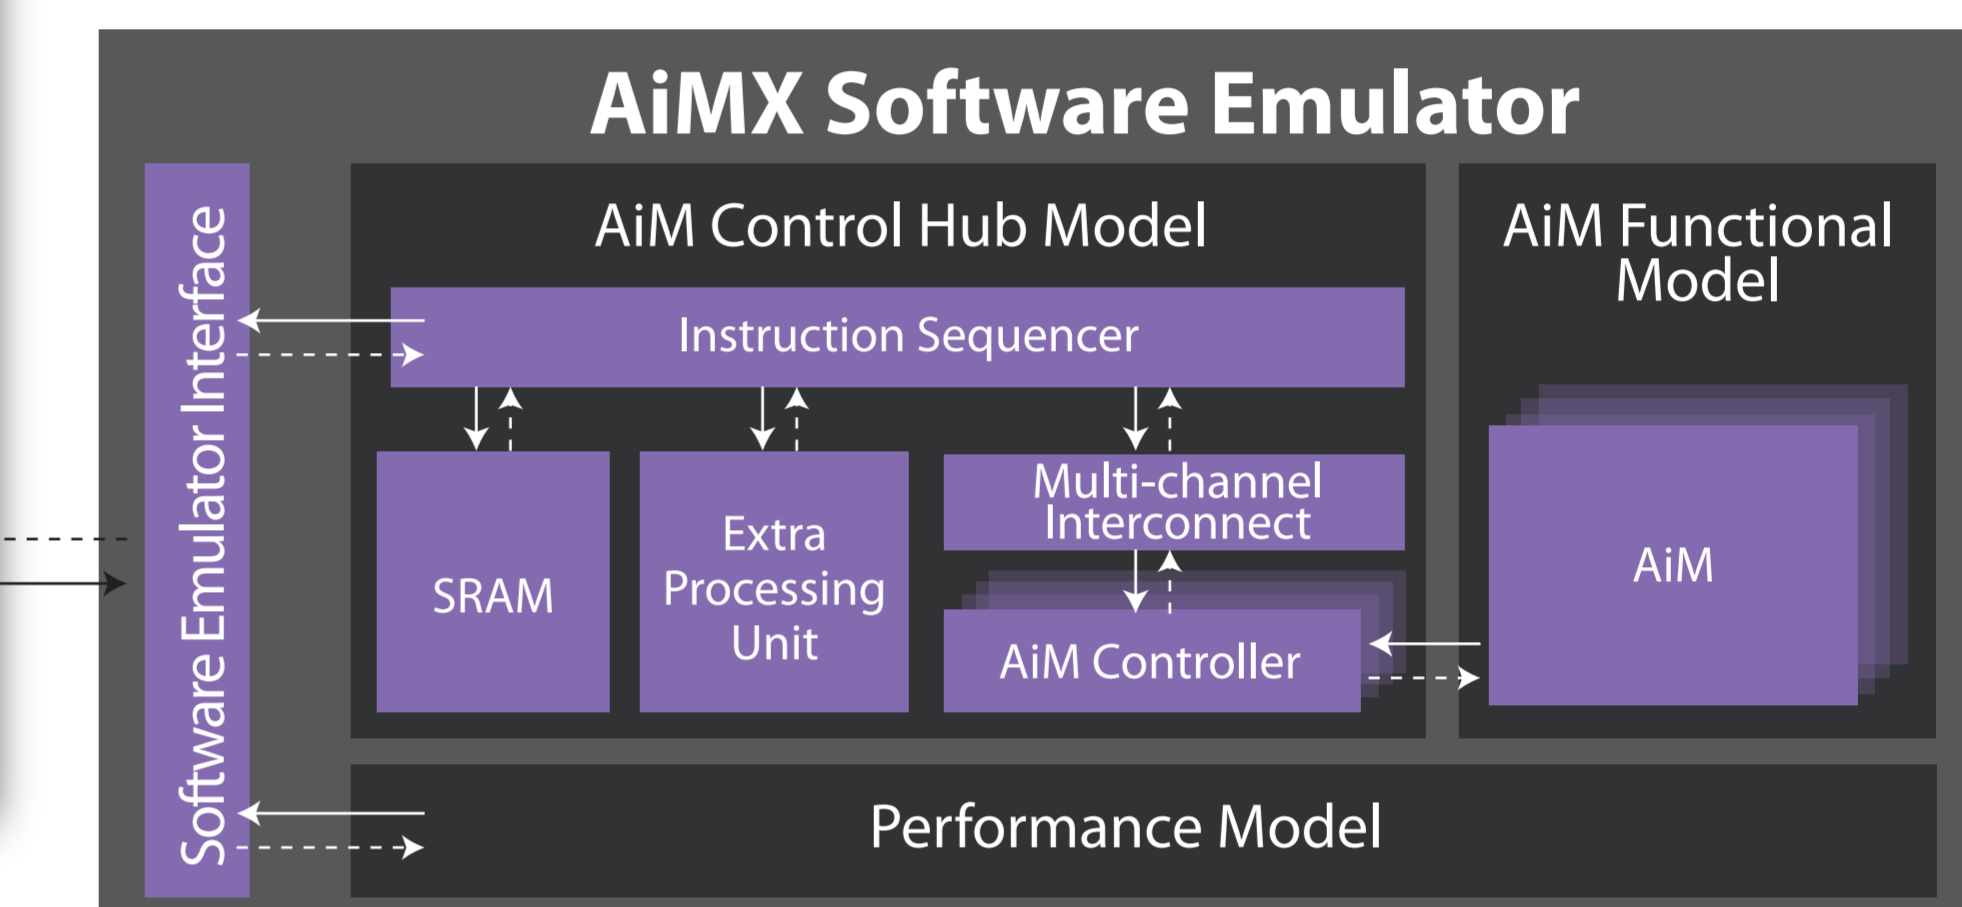 AiMX Software Emulator
Software Emulator Interface
AiM Control Hub Model
Instruction Sequencer
SRAM
Extra
Processing
Unit
Multi-channel
Interconnect
AiM Controller
AiM Functional
Model
AiM
Performance Model